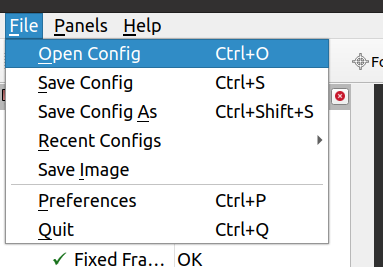 File Panels Help
Open Config Ctrl+O
Save Config Ctrl+S
Save Config As Ctrl+Shift+S
Recent Configs
Save Image
Preferences Ctrl+P
Quit Ctrl+Q
Fixed Fra... OK